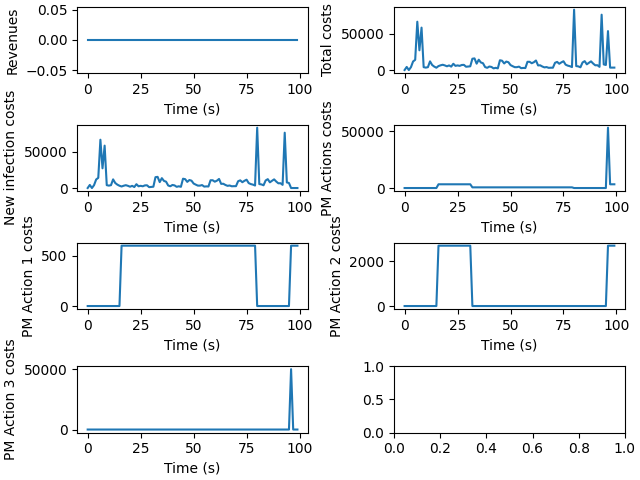 Revenues
0.05
0.00
−0.05
0 25 50 75 100
Time (s)
Total costs
50000
0
0 25 50 75 100
Time (s)
New infection costs
50000
0
0 25 50 75 100
Time (s)
PM Actions costs
50000
0
0 25 50 75 100
Time (s)
PM Action 1 costs
500
0
0 25 50 75 100
Time (s)
PM Action 2 costs
2000
0
0 25 50 75 100
Time (s)
PM Action 3 costs
50000
0
0 25 50 75 100
Time (s)
1.0
0.5
0.0
0.0 0.2 0.4 0.6 0.8 1.0